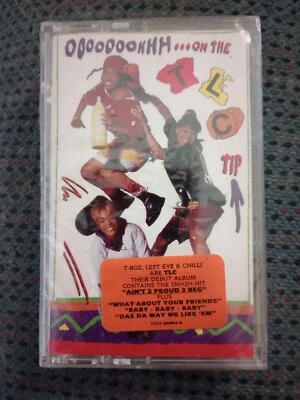 OOOOOOOHHH...ON THE
TLC
TIP
T-BOZ, LEFT EYE & CHILLI
ARE TLC
THEIR DEBUT ALBUM
CONTAINS THE SMASH HIT
"AIN'T 2 PROUD 2 BEG"
PLUS
"WHAT ABOUT YOUR FRIENDS"
"BABY - BABY - BABY"
"DAS DA WAY WE LIKE 'EM"